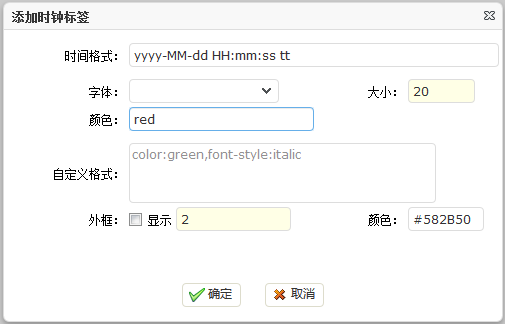 添加时钟标签
时间格式： yyyy-MM-dd HH:mm:ss tt
字体： 大小： 20
颜色： red
自定义格式： color:green,font-style:italic
外框： 显示 2 颜色： #582B50
确定 取消